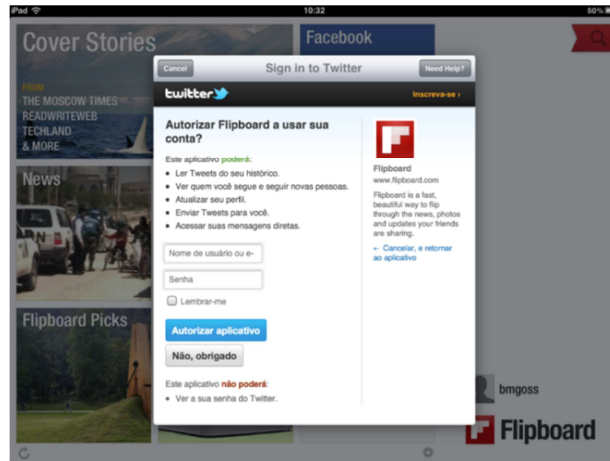 iPad
10:32
50%
Cover Stories
Facebook
FROM
THE MOSCOW TIMES
READWRITEWEB
TECHLAND
& MORE
News
Flipboard Picks
Cancel
Sign in to Twitter
Need Help?
twitter
Inscreva-se ›
Autorizar Flipboard a usar sua
conta?
Este aplicativo poderá:
• Ler Tweets do seu histórico.
• Ver quem você segue e seguir novas pessoas.
• Atualizar seu perfil.
• Enviar Tweets para você.
• Acessar suas mensagens diretas.
Nome de usuário ou e-
Senha
Lembrar-me
Autorizar aplicativo
Não, obrigado
Este aplicativo não poderá:
• Ver a sua senha do Twitter.
Flipboard
www.flipboard.com
Flipboard is a fast,
beautiful way to flip
through the news, photos
and updates your friends
are sharing.
← Cancelar, e retornar
ao aplicativo
bmgoss
Flipboard